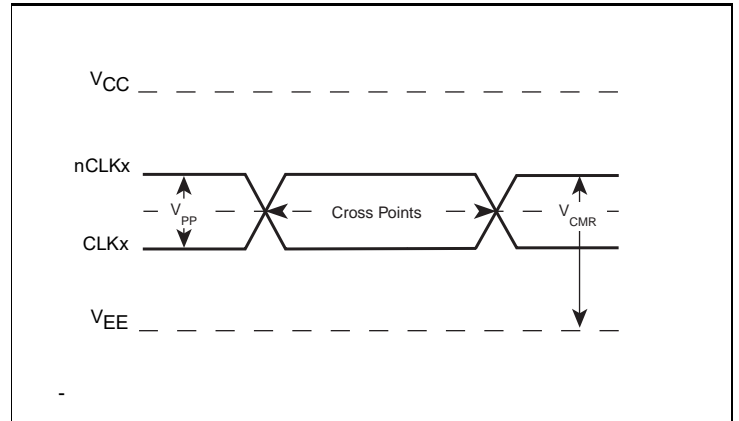 VCC
nCLKx
VPP
Cross Points
VCMR
CLKx
VEE
-